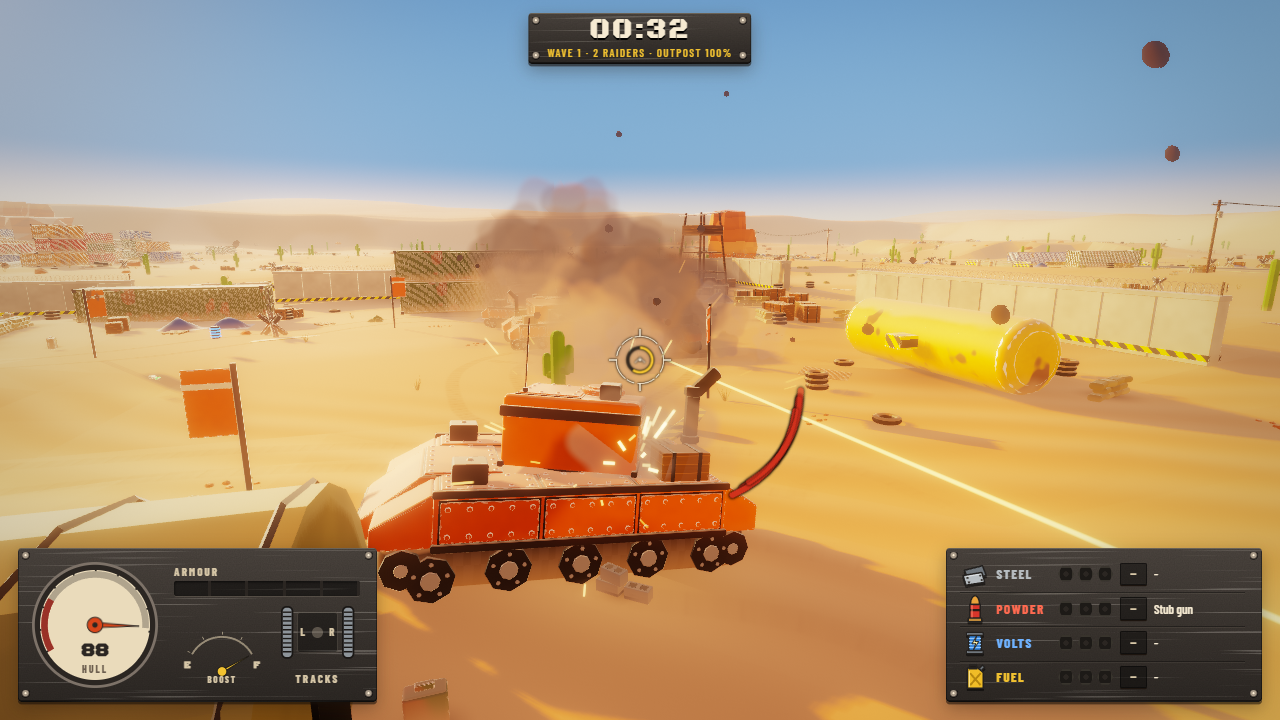 00:32
WAVE 1 - 2 RAIDERS - OUTPOST 100%
ARMOUR
88
HULL
E F
BOOST
L R
TRACKS
STEEL - -
POWDER - Stub gun
VOLTS - -
FUEL - -